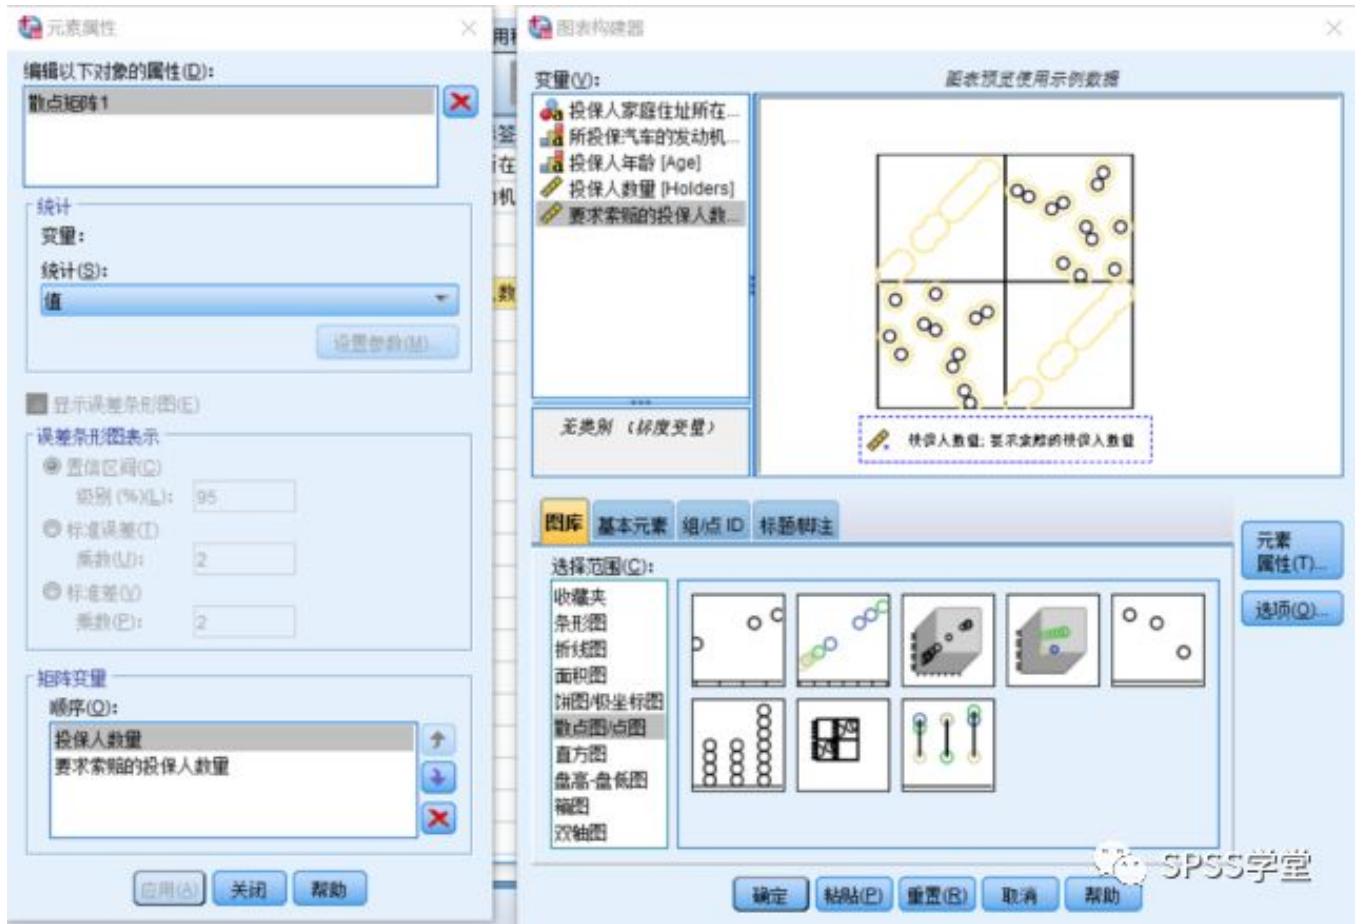 元素属性
编辑以下对象的属性(D):
散点矩阵1
统计
变量:
统计(S):
值
设置参数(M)...
显示误差条形图(E)
误差条形图表示
置信区间(C)
级别 (%)(L): 95
标准误差(T)
乘数(U): 2
标准差(V)
乘数(P): 2
矩阵变量
顺序(O):
投保人数量
要求索赔的投保人数量
应用(A) 关闭 帮助
图表构建器
变量(V):
图表预览使用示例数据
投保人家庭住址所在...
所投保汽车的发动机...
投保人年龄 [Age]
投保人数量 [Holders]
要求索赔的投保人数...
无类别 (标度变量)
投保人数量; 要求索赔的投保人数量
图库 基本元素 组/点 ID 标题/脚注
选择范围(C):
收藏夹
条形图
折线图
面积图
饼图/极坐标图
散点图/点图
直方图
盘高-盘低图
箱图
双轴图
元素
属性(T)...
选项(O)...
确定 粘贴(P) 重置(R) 取消 帮助
SPSS学堂